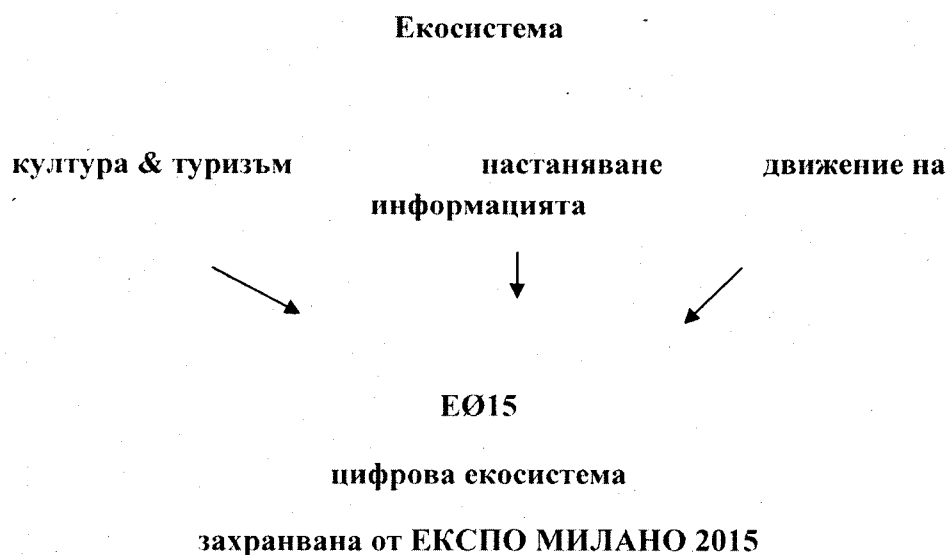 Екосистема
култура & туризъм настаняване движение на
информацията
EØ15
цифрова екосистема
захранвана от ЕКСПО МИЛАНО 2015